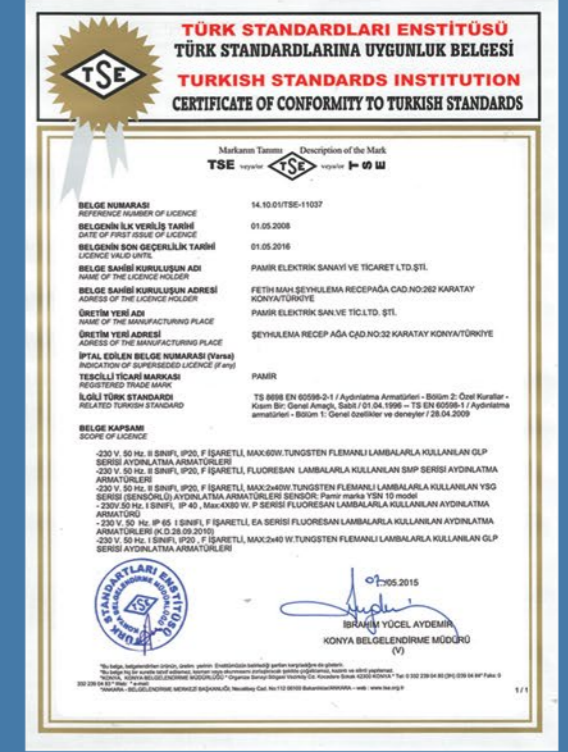 TÜRK STANDARDLARI ENSTİTÜSÜ
TÜRK STANDARDLARINA UYGUNLUK BELGESİ
TURKISH STANDARDS INSTITUTION
CERTIFICATE OF CONFORMITY TO TURKISH STANDARDS
TSE
Markanın Tanımı Description of the Mark
TSE veya/or TSE veya/or TSE
BELGE NUMARASI 14.10.01/TSE-11037
REFERENCE NUMBER OF LICENCE
BELGENİN İLK VERİLİŞ TARİHİ 01.05.2008
DATE OF FIRST ISSUE OF LICENCE
BELGENİN SON GEÇERLİLİK TARİHİ 01.05.2016
LICENCE VALID UNTIL
BELGE SAHİBİ KURULUŞUN ADI PAMİR ELEKTRİK SANAYİ VE TİCARET LTD.ŞTİ.
NAME OF THE LICENCE HOLDER
BELGE SAHİBİ KURULUŞUN ADRESİ FETİH MAH.ŞEYHULEMA RECEPAĞA CAD.NO:262 KARATAY
ADRESS OF THE LICENCE HOLDER KONYA/TÜRKİYE
ÜRETİM YERİ ADI PAMİR ELEKTRİK SAN.VE TİC.LTD. ŞTİ.
NAME OF THE MANUFACTURING PLACE
ÜRETİM YERİ ADRESİ ŞEYHULEMA RECEP AĞA CAD.NO:32 KARATAY KONYA/TÜRKİYE
ADRESS OF THE MANUFACTURING PLACE
İPTAL EDİLEN BELGE NUMARASI (Varsa)
INDICATION OF SUPERSEDED LICENCE (if any)
TESCİLLİ TİCARİ MARKASI PAMİR
REGISTERED TRADE MARK
İLGİLİ TÜRK STANDARDI TS 8698 EN 60598-2-1 / Aydınlatma Armatürleri - Bölüm 2: Özel Kurallar -
RELATED TURKISH STANDARD Kısım Bir: Genel Amaçlı, Sabit / 01.04.1996 -- TS EN 60598-1 / Aydınlatma
armatürleri - Bölüm 1: Genel özellikler ve deneyler / 28.04.2009
BELGE KAPSAMI
SCOPE OF LICENCE
-230 V. 50 Hz. II SINIFI, IP20, F İŞARETLİ, MAX:60W.TUNGSTEN FLEMANLI LAMBALARLA KULLANILAN GLP
SERİSİ AYDINLATMA ARMATÜRLERİ
-230 V. 50 Hz. II SINIFI, IP20, F İŞARETLİ, FLUORESAN LAMBALARLA KULLANILAN SMP SERİSİ AYDINLATMA
ARMATÜRLERİ
-230 V. 50 Hz. II SINIFI, IP20, F İŞARETLİ, MAX:2x40W.TUNGSTEN FLEMANLI LAMBALARLA KULLANILAN YSG
SERİSİ (SENSÖRLÜ) AYDINLATMA ARMATÜRLERİ SENSÖR: Pamir marka YSN 10 model
- 230V.50 Hz. I SINIFI, IP 40 , Max:4X80 W. P SERİSİ FLUORESAN LAMBALARLA KULLANILAN AYDINLATMA
ARMATÜRÜ
- 230 V. 50 Hz. IP 65 I SINIFI, F İŞARETLİ, EA SERİSİ FLUORESAN LAMBALARLA KULLANILAN AYDINLATMA
ARMATÜRLERİ (K.D.28.09.2010)
-230 V. 50 Hz. I SINIFI, IP20 , F İŞARETLİ, MAX:2x40 W.TUNGSTEN FLEMANLI LAMBALARLA KULLANILAN GLP
SERİSİ AYDINLATMA ARMATÜRLERİ
TÜRK STANDARTLARI ENSTİTÜSÜ
KONYA BELGELENDİRME MÜDÜRLÜĞÜ
TSE
.05.2015
İBRAHİM YÜCEL AYDEMİR
KONYA BELGELENDİRME MÜDÜRÜ
(V)
1 / 1